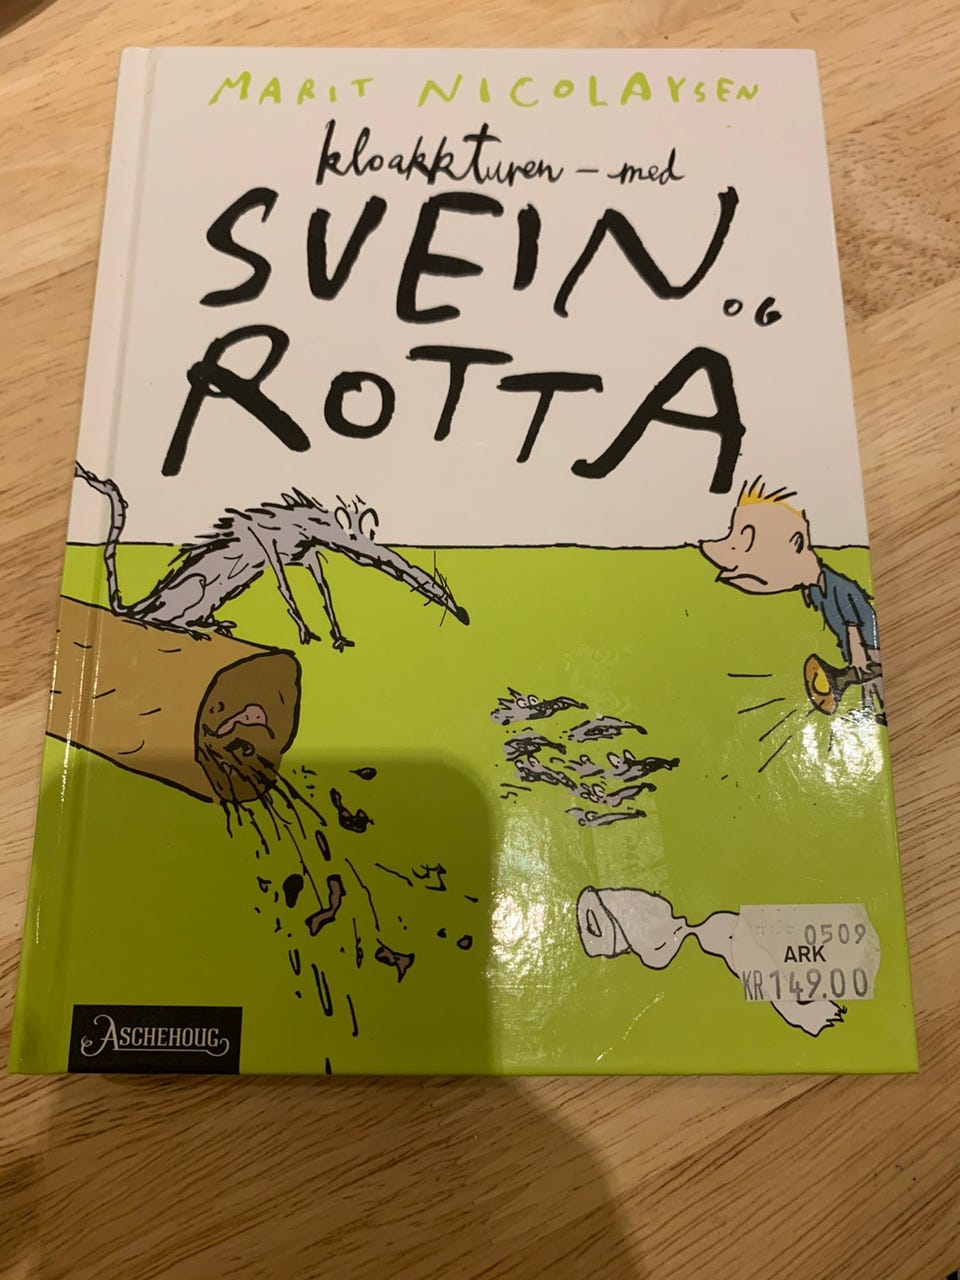 MARIT NICOLAYSEN
kloakkturen – med
SVEIN OG
ROTTA
0509
ARK
KR 149.00
ASCHEHOUG